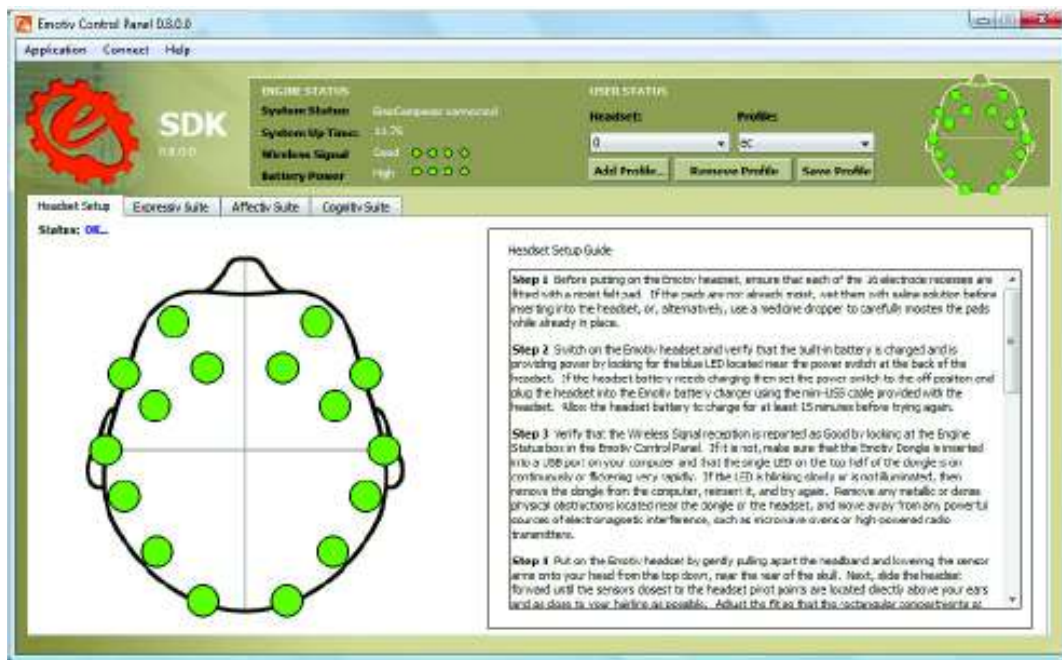 Emotiv Control Panel 0.8.0.0
Application Connect Help
SDK
0.8.0.0
ENGINE STATUS
System Status: EmoComposer connected
System Up Time:
Wireless Signal Good
Battery Power High
USER STATUS
Headset: Profile:
0 ec
Add Profile... Remove Profile Save Profile
Headset Setup Expressiv Suite Affectiv Suite Cognitiv Suite
Status: OK...
Headset Setup Guide
Step 1 Before putting on the Emotiv headset, ensure that each of the 16 electrode recesses are
fitted with a moist felt pad. If the pads are not already moist, wet them with saline solution before
inserting into the headset, or, alternatively, use a medicine dropper to carefully moisten the pads
while already in place.
Step 2 Switch on the Emotiv headset and verify that the built-in battery is charged and is
providing power by looking for the blue LED located near the power switch at the back of the
headset. If the headset battery needs charging then set the power switch to the off position and
plug the headset into the Emotiv battery charger using the mini-USB cable provided with the
headset. Allow the headset battery to charge for at least 15 minutes before trying again.
Step 3 Verify that the Wireless Signal reception is reported as Good by looking at the Engine
Status box in the Emotiv Control Panel. If it is not, make sure that the Emotiv Dongle is inserted
into a USB port on your computer and that the single LED on the top half of the dongle is on
continuously or flickering very rapidly. If the LED is blinking slowly or is not illuminated, then
remove the dongle from the computer, reinsert it, and try again. Remove any metallic or dense
physical obstructions located near the dongle or the headset, and move away from any powerful
sources of electromagnetic interference, such as microwave ovens or high-powered radio
transmitters.
Step 4 Put on the Emotiv headset by gently pulling apart the headband and lowering the sensor
arms onto your head from the top down, near the rear of the skull. Next, slide the headset
forward until the sensors closest to the headset pivot points are located directly above your ears
and as close to your hairline as possible. Adjust the fit so that the rectangular compartments at